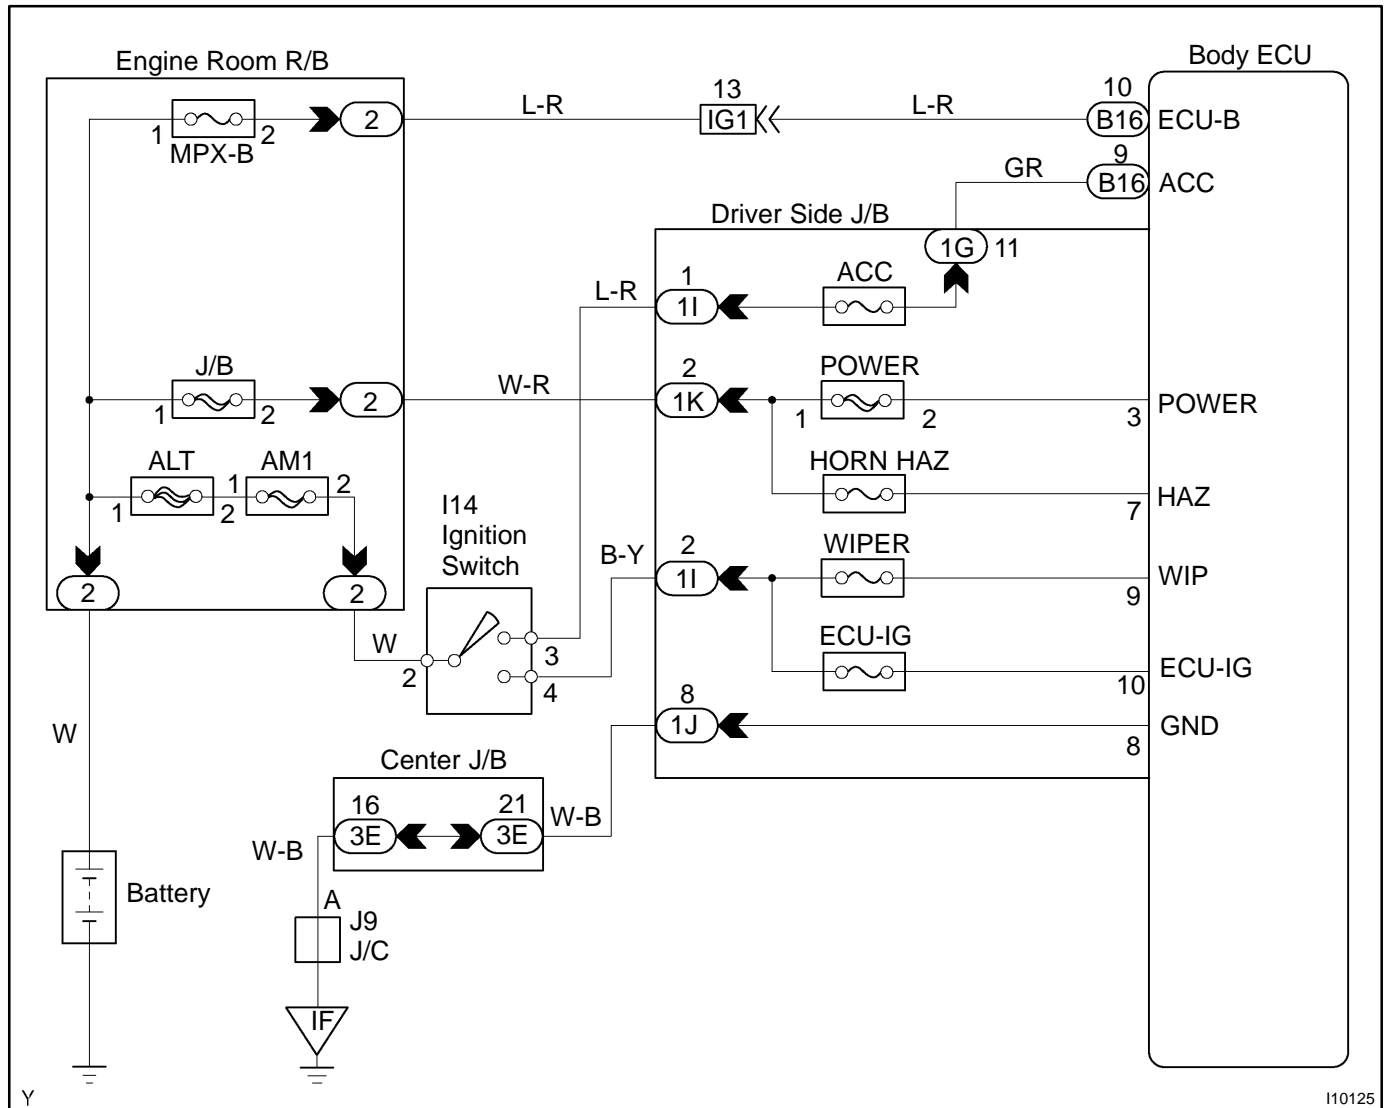 Engine Room R/B
Body ECU
1
2
MPX-B
2
L-R
13
IG1
L-R
10
B16
ECU-B
9
B16
ACC
GR
Driver Side J/B
1G
11
L-R
1
1I
ACC
J/B
1
2
2
W-R
2
1K
POWER
1
2
3
POWER
HORN HAZ
7
HAZ
ALT
1
2
AM1
1
2
2
2
I14
Ignition
Switch
W
2
3
4
B-Y
2
1I
WIPER
9
WIP
ECU-IG
10
ECU-IG
8
1J
8
GND
W
Center J/B
16
3E
21
3E
W-B
W-B
Battery
A
J9
J/C
IF
Y
I10125